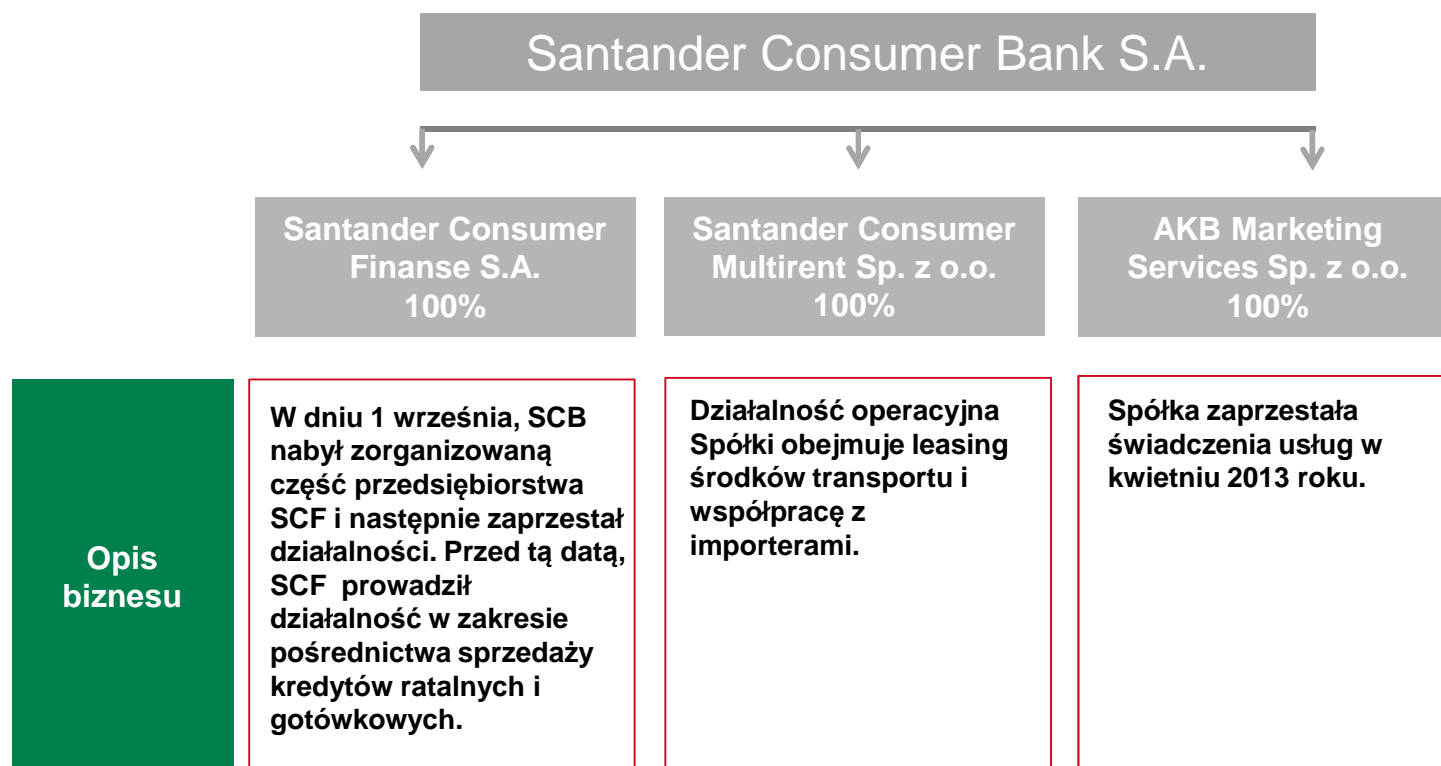 Santander Consumer Bank S.A.
Santander Consumer
Finanse S.A.
100%
Santander Consumer
Multirent Sp. z o.o.
100%
AKB Marketing
Services Sp. z o.o.
100%
Opis
biznesu
W dniu 1 września, SCB
nabył zorganizowaną
część przedsiębiorstwa
SCF i następnie zaprzestał
działalności. Przed tą datą,
SCF prowadził
działalność w zakresie
pośrednictwa sprzedaży
kredytów ratalnych i
gotówkowych.
Działalność operacyjna
Spółki obejmuje leasing
środków transportu i
współpracę z
importerami.
Spółka zaprzestała
świadczenia usług w
kwietniu 2013 roku.